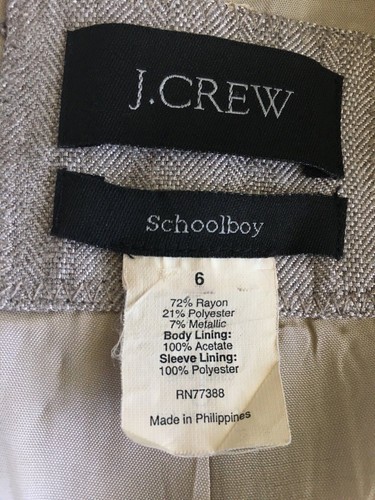 J.CREW
Schoolboy
6
72% Rayon
21% Polyester
7% Metallic
Body Lining:
100% Acetate
Sleeve Lining:
100% Polyester
RN77388
Made in Philippines